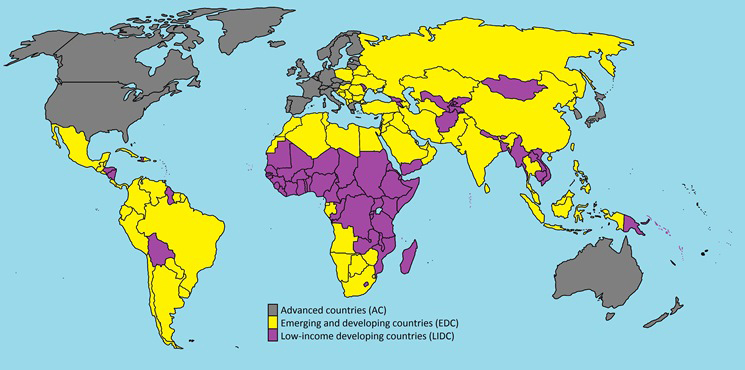 Advanced countries (AC)
Emerging and developing countries (EDC)
Low-income developing countries (LIDC)